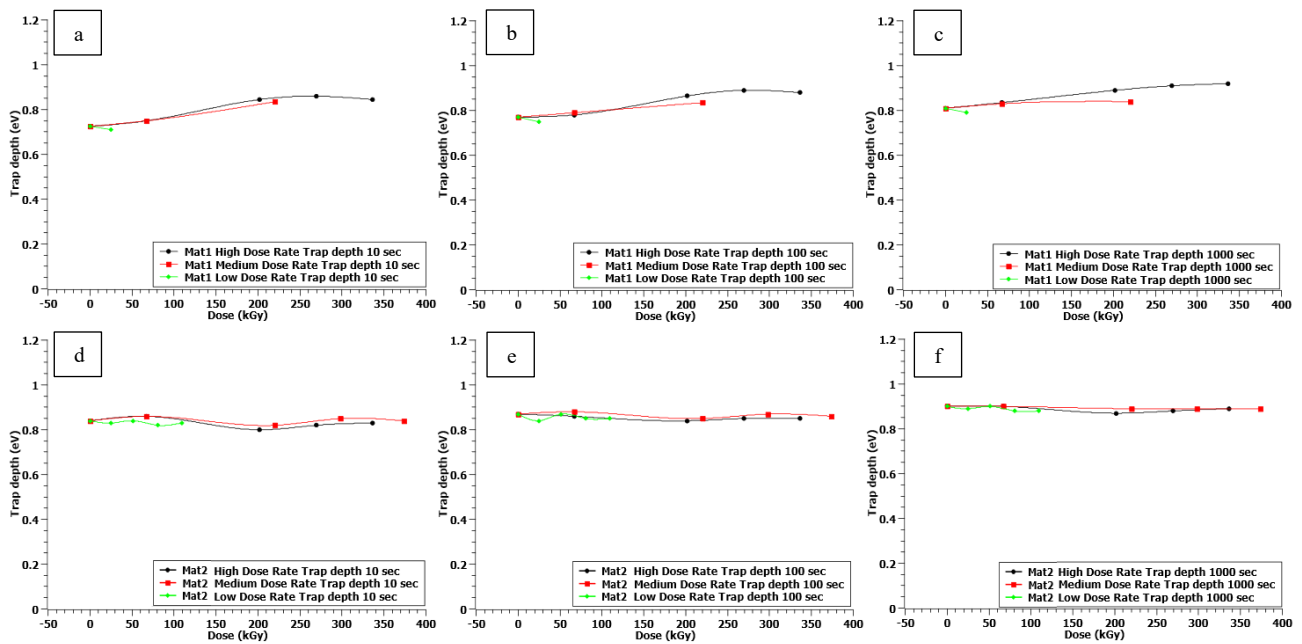 a
1.2
1
0.8
0.6
0.4
0.2
0
Trap depth (eV)
Mat1 High Dose Rate Trap depth 10 sec
Mat1 Medium Dose Rate Trap depth 10 sec
Mat1 Low Dose Rate Trap depth 10 sec
-50 0 50 100 150 200 250 300 350 400
Dose (kGy)
b
1.2
1
0.8
0.6
0.4
0.2
0
Trap depth (eV)
Mat1 High Dose Rate Trap depth 100 sec
Mat1 Medium Dose Rate Trap depth 100 sec
Mat1 Low Dose Rate Trap depth 100 sec
-50 0 50 100 150 200 250 300 350 400
Dose (kGy)
c
1.2
1
0.8
0.6
0.4
0.2
0
Trap depth (eV)
Mat1 High Dose Rate Trap depth 1000 sec
Mat1 Medium Dose Rate Trap depth 1000 sec
Mat1 Low Dose Rate Trap depth 1000 sec
-50 0 50 100 150 200 250 300 350 400
Dose (kGy)
d
1.2
1
0.8
0.6
0.4
0.2
0
Trap depth (eV)
Mat2 High Dose Rate Trap depth 10 sec
Mat2 Medium Dose Rate Trap depth 10 sec
Mat2 Low Dose Rate Trap depth 10 sec
-50 0 50 100 150 200 250 300 350 400
Dose (kGy)
e
1.2
1
0.8
0.6
0.4
0.2
0
Trap depth (eV)
Mat2 High Dose Rate Trap depth 100 sec
Mat2 Medium Dose Rate Trap depth 100 sec
Mat2 Low Dose Rate Trap depth 100 sec
-50 0 50 100 150 200 250 300 350 400
Dose (kGy)
f
1.2
1
0.8
0.6
0.4
0.2
0
Trap depth (eV)
Mat2 High Dose Rate Trap depth 1000 sec
Mat2 Medium Dose Rate Trap depth 1000 sec
Mat2 Low Dose Rate Trap depth 1000 sec
-50 0 50 100 150 200 250 300 350 400
Dose (kGy)